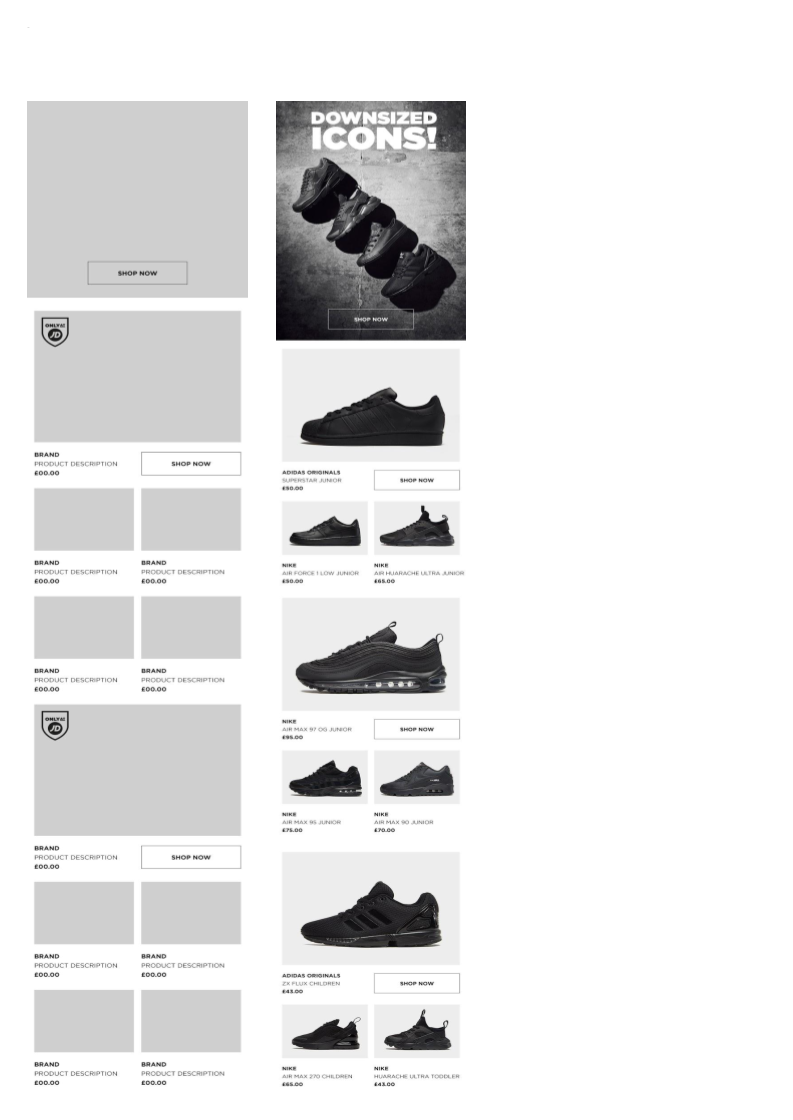 SHOP NOW
ONLY AT
JD
BRAND
PRODUCT DESCRIPTION
£00.00
SHOP NOW
BRAND
PRODUCT DESCRIPTION
£00.00
BRAND
PRODUCT DESCRIPTION
£00.00
BRAND
PRODUCT DESCRIPTION
£00.00
BRAND
PRODUCT DESCRIPTION
£00.00
ONLY AT
JD
BRAND
PRODUCT DESCRIPTION
£00.00
SHOP NOW
BRAND
PRODUCT DESCRIPTION
£00.00
BRAND
PRODUCT DESCRIPTION
£00.00
BRAND
PRODUCT DESCRIPTION
£00.00
BRAND
PRODUCT DESCRIPTION
£00.00
DOWNSIZED
ICONS!
SHOP NOW
ADIDAS ORIGINALS
SUPERSTAR JUNIOR
£50.00
SHOP NOW
NIKE
AIR FORCE 1 LOW JUNIOR
£50.00
NIKE
AIR HUARACHE ULTRA JUNIOR
£65.00
NIKE
AIR MAX 97 OG JUNIOR
£95.00
SHOP NOW
NIKE
AIR MAX 95 JUNIOR
£75.00
NIKE
AIR MAX 90 JUNIOR
£70.00
ADIDAS ORIGINALS
ZX FLUX CHILDREN
£43.00
SHOP NOW
NIKE
AIR MAX 270 CHILDREN
£65.00
NIKE
HUARACHE ULTRA TODDLER
£43.00